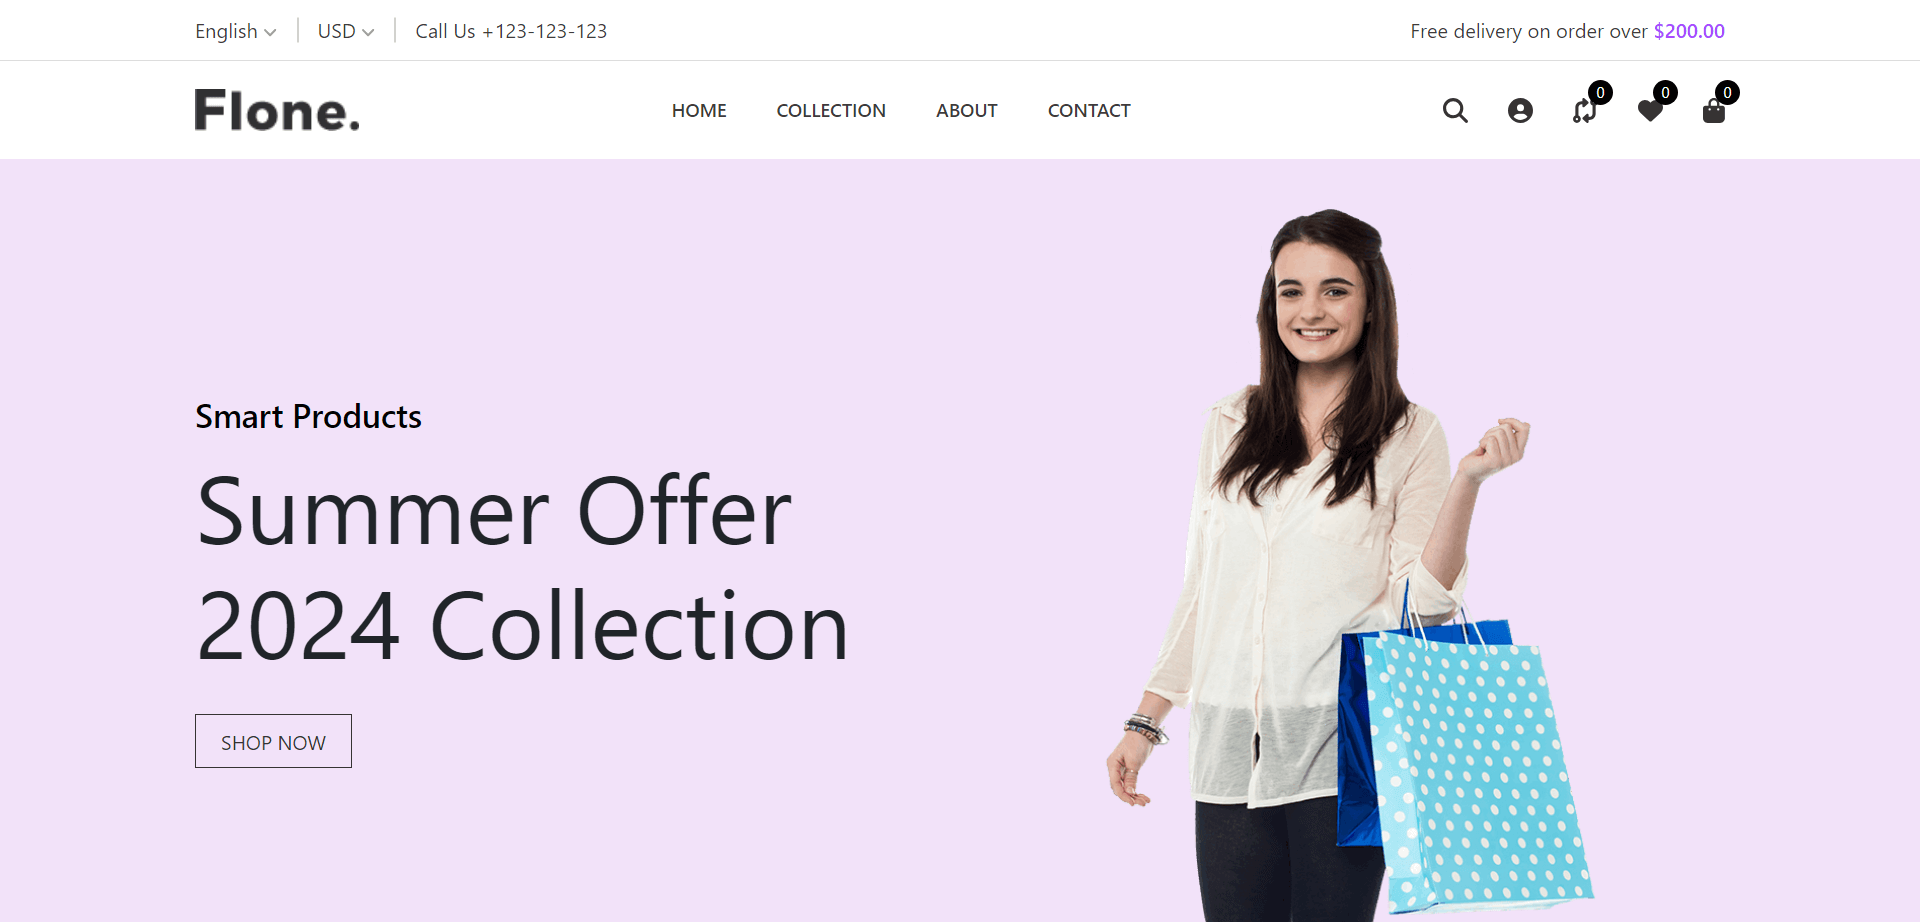 English USD Call Us +123-123-123 Free delivery on order over $200.00
Flone. HOME COLLECTION ABOUT CONTACT 0 0 0
Smart Products
Summer Offer
2024 Collection
SHOP NOW